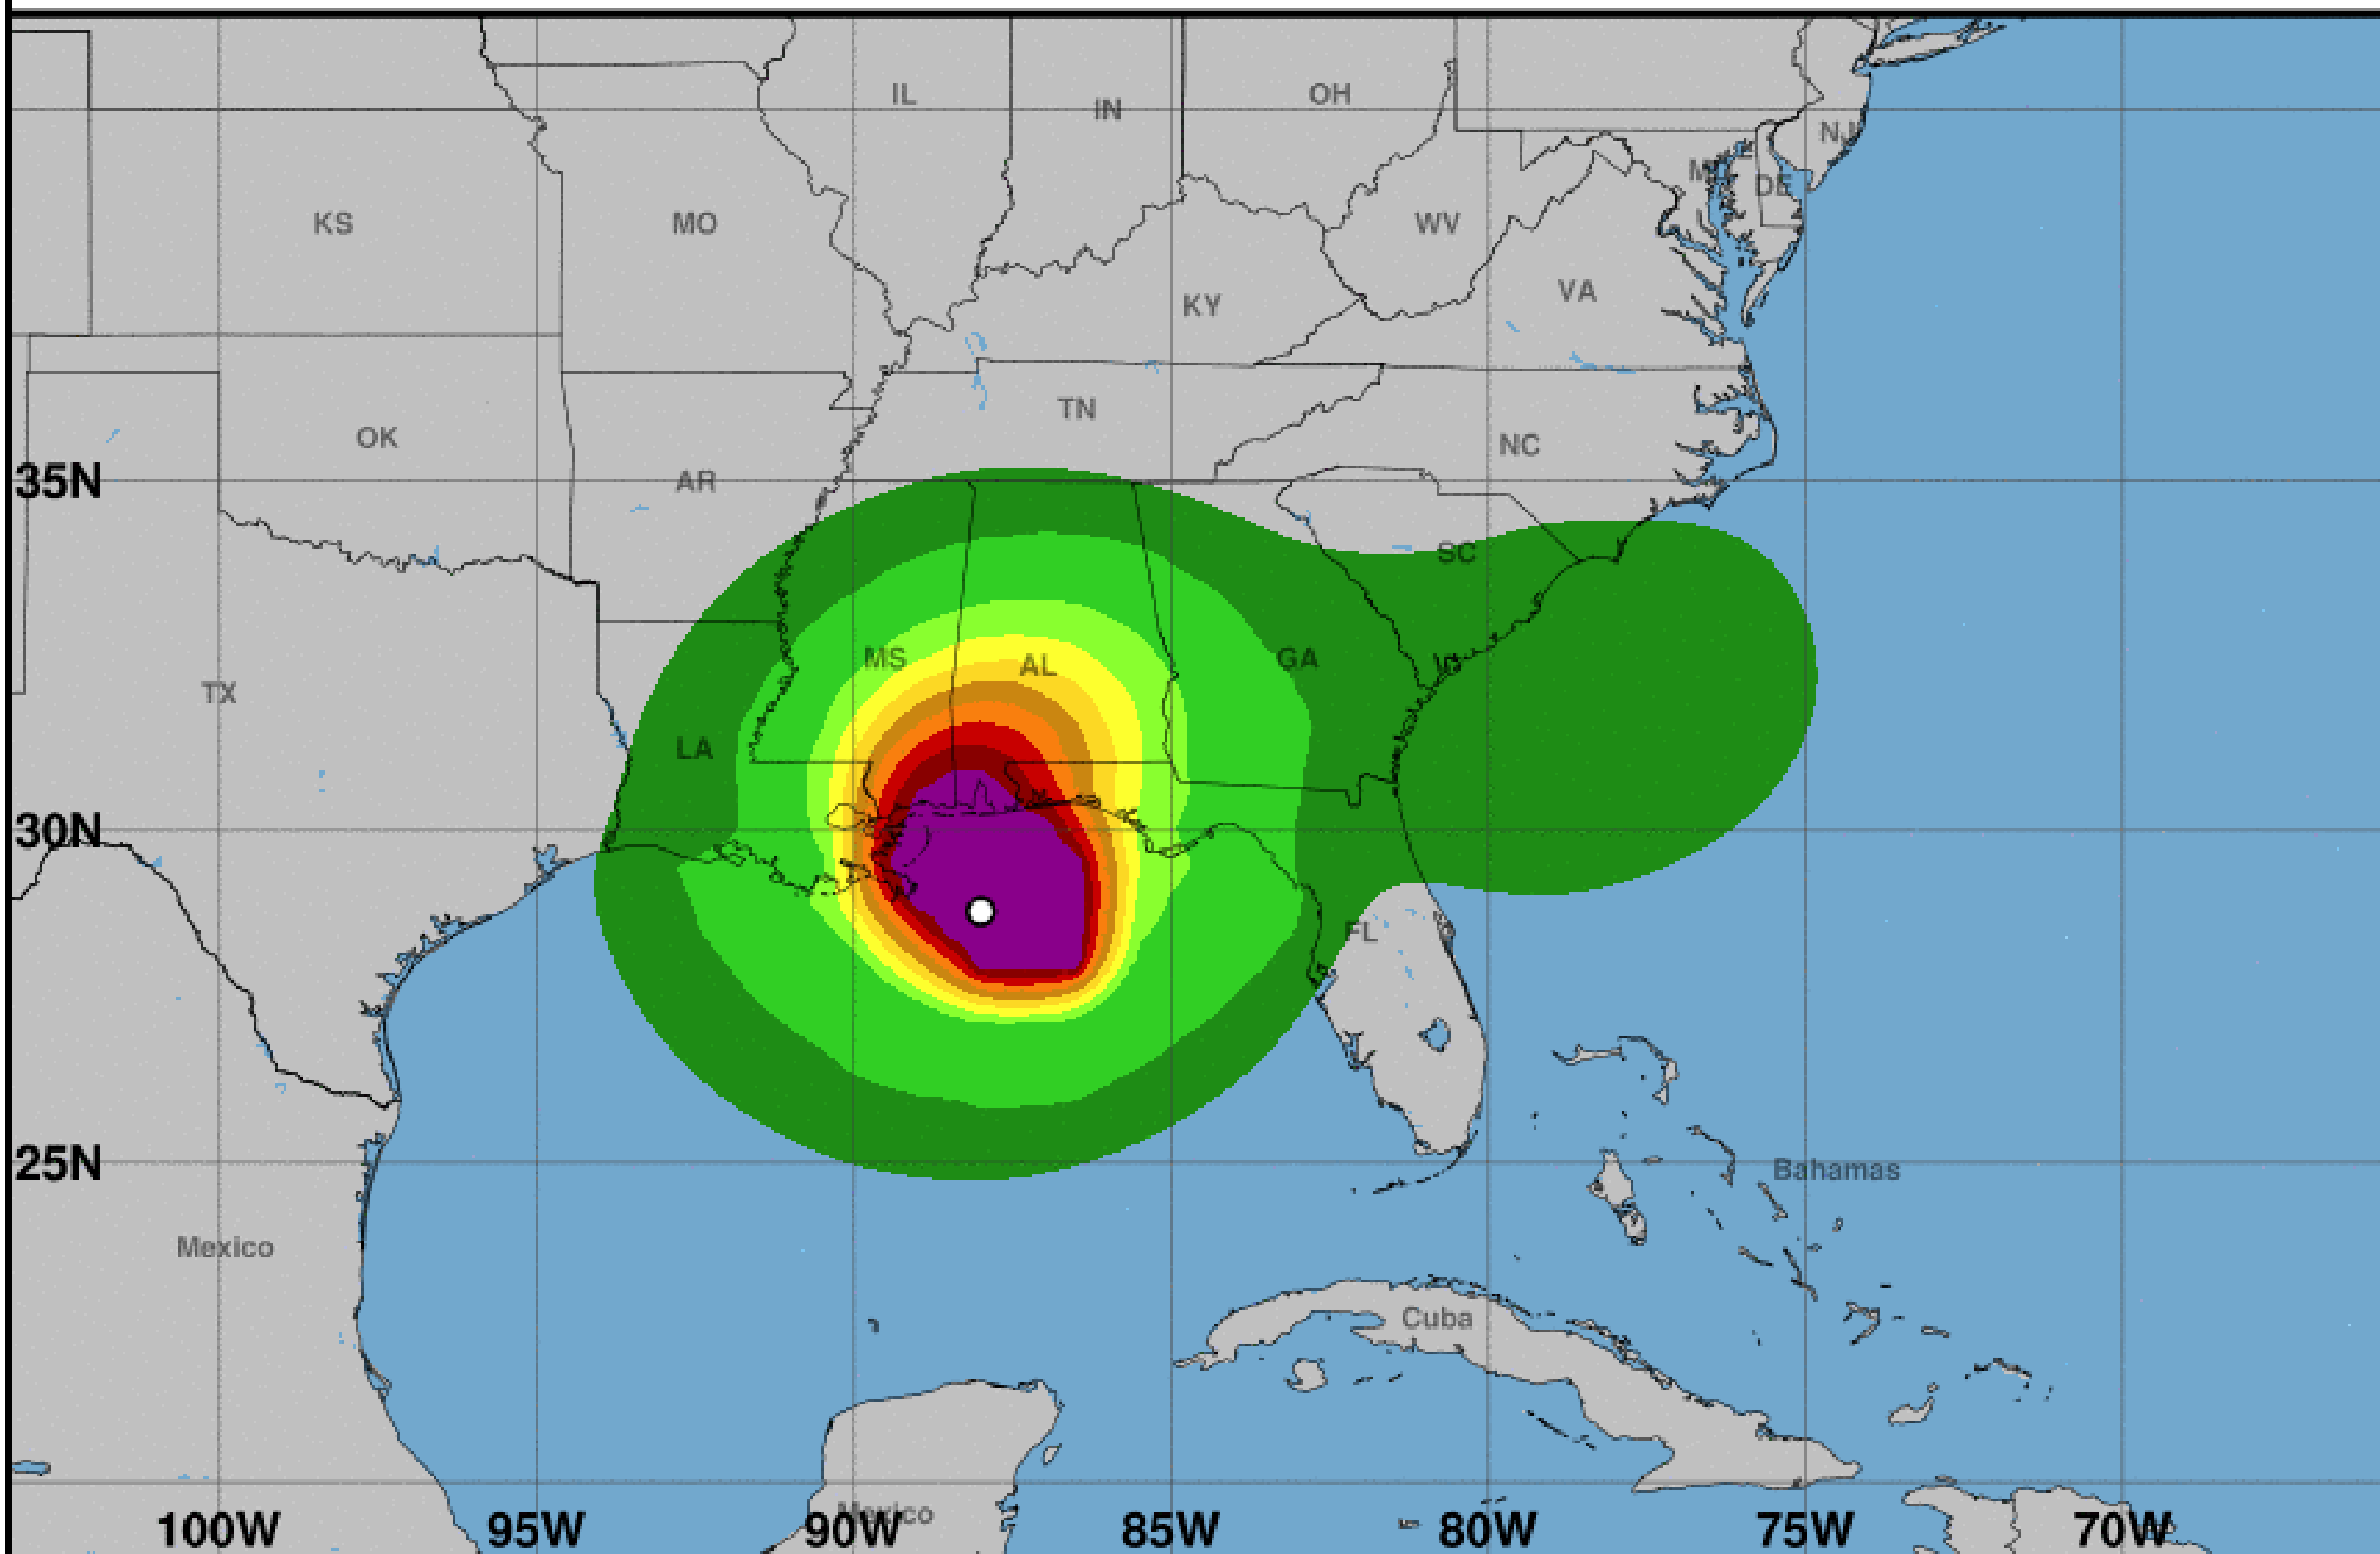 IL
IN
OH
NJ
DE
KS
MO
WV
KY
VA
TN
OK
NC
AR
35N
SC
MS
AL
GA
TX
LA
30N
FL
25N
Bahamas
Mexico
Cuba
Mexico
100W
95W
90W
85W
80W
75W
70W